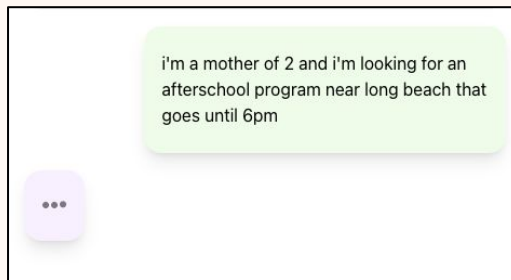 i'm a mother of 2 and i'm looking for an
afterschool program near long beach that
goes until 6pm